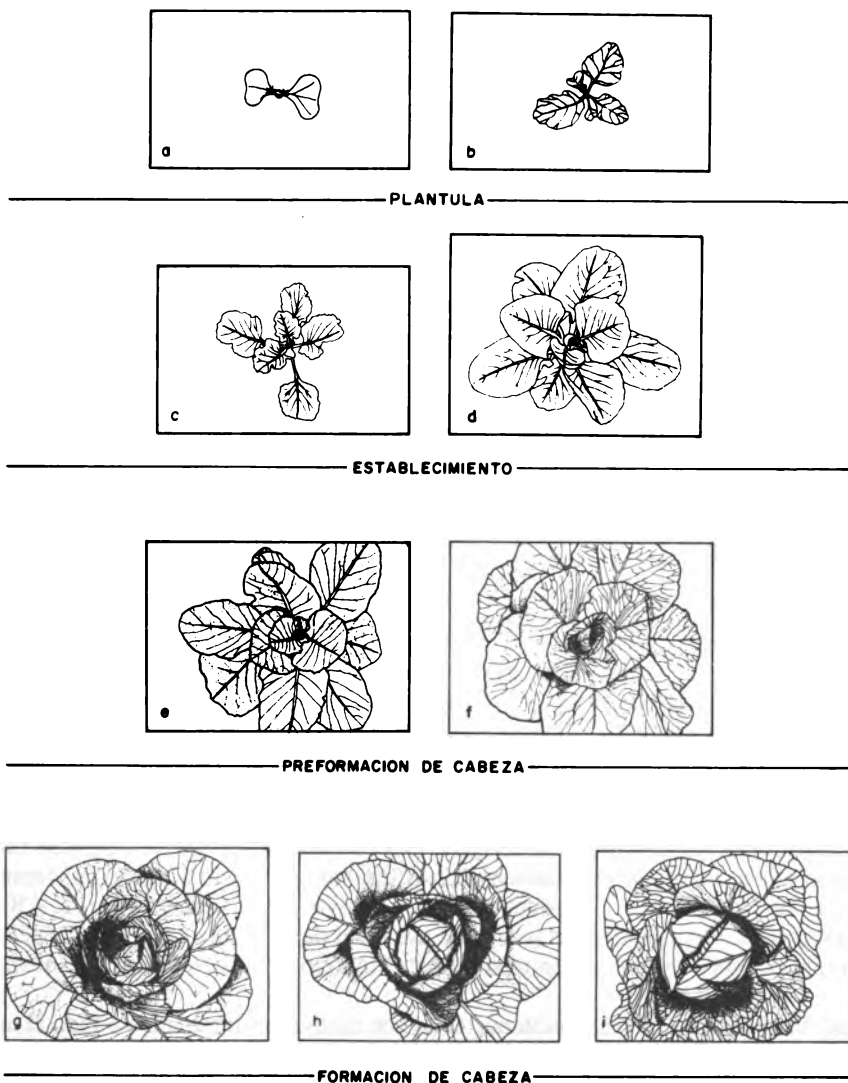 a b
PLANTULA
c d
ESTABLECIMIENTO
e f
PREFORMACION DE CABEZA
g h i
FORMACION DE CABEZA